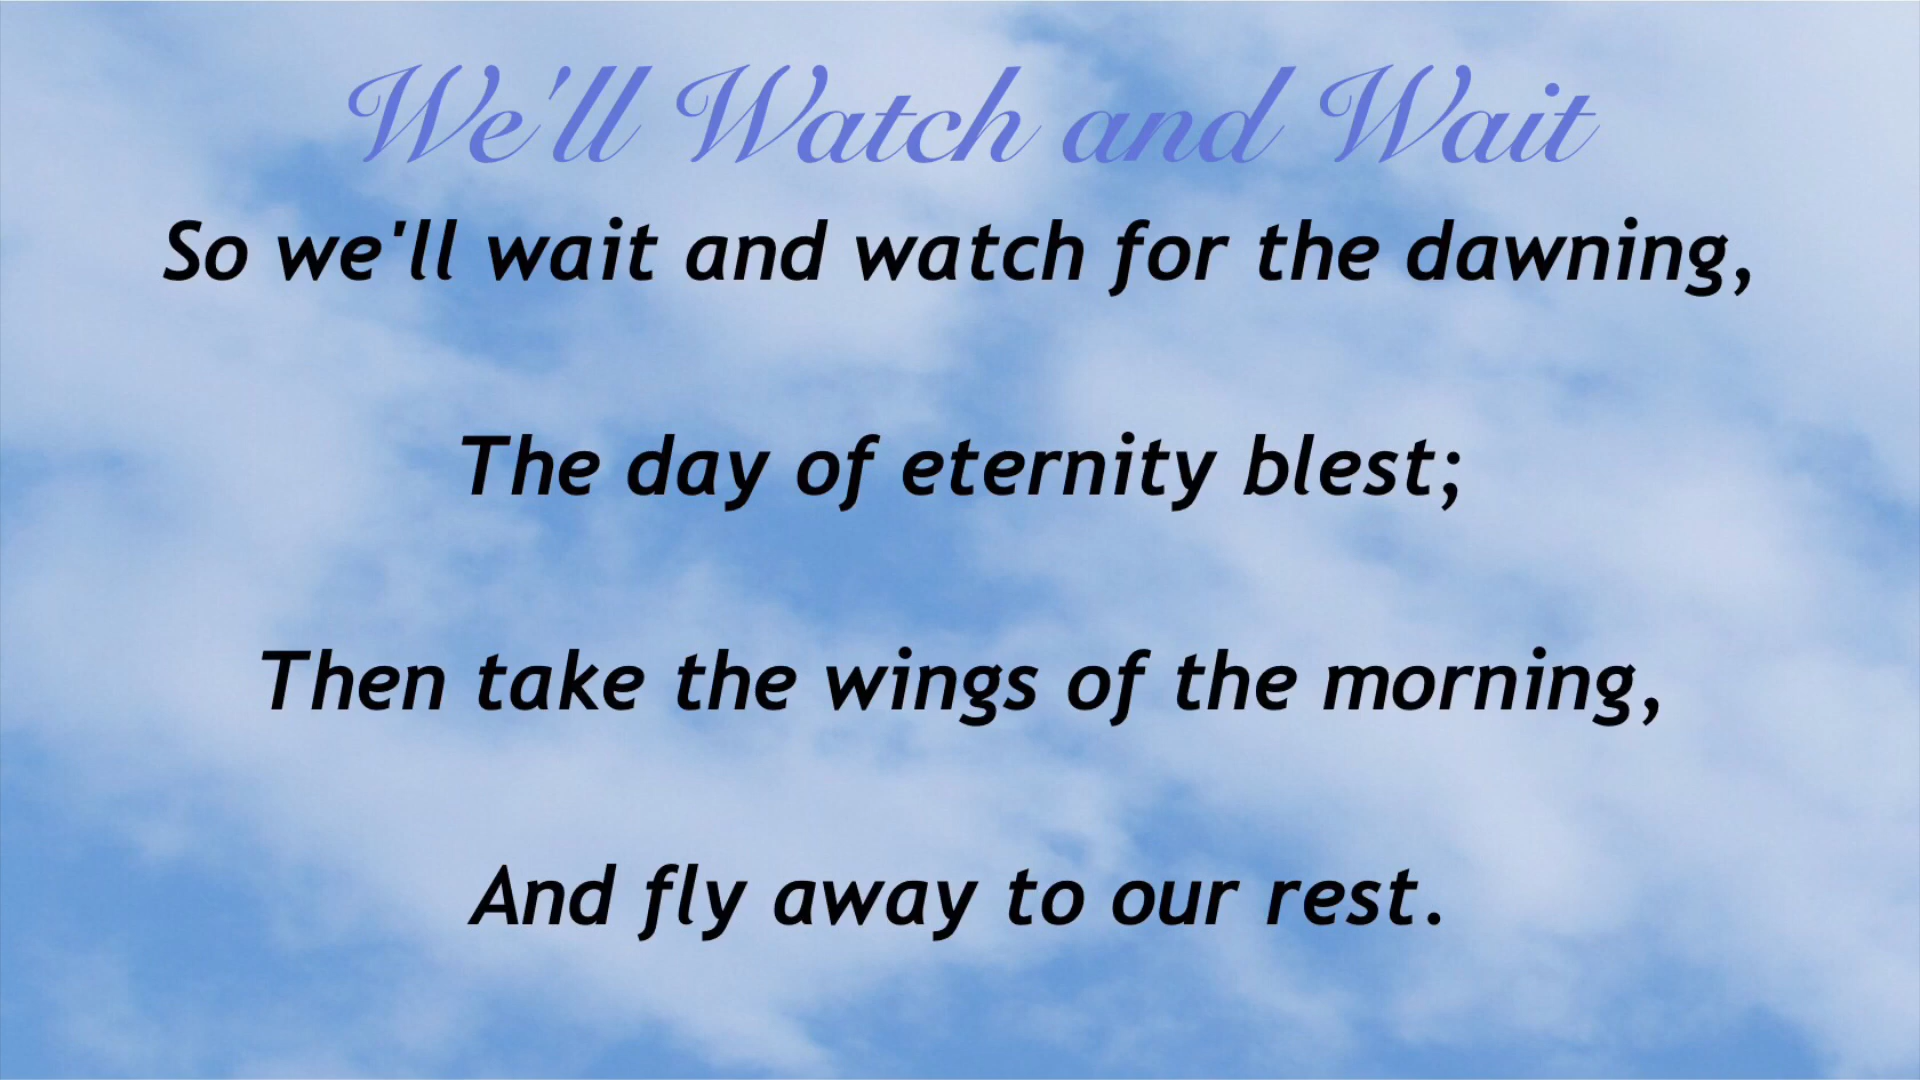 We'll Watch and Wait
So we'll wait and watch for the dawning,
The day of eternity blest;
Then take the wings of the morning,
And fly away to our rest.